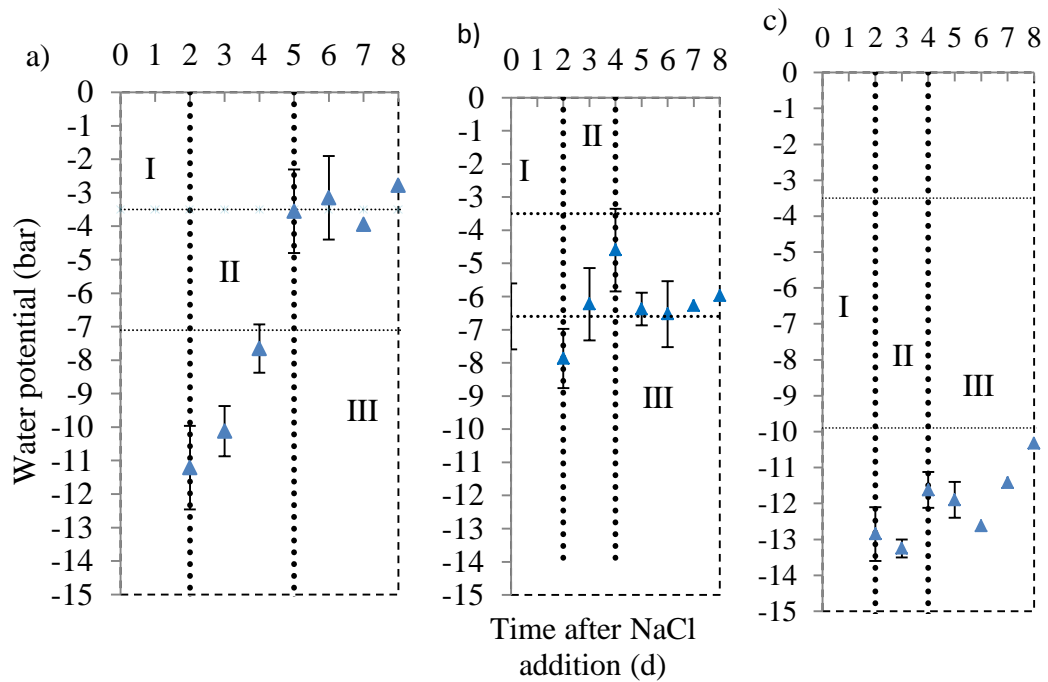 a)
0 1 2 3 4 5 6 7 8
0
-1
-2
-3
-4
-5
-6
-7
-8
-9
-10
-11
-12
-13
-14
-15
I
II
III
Water potential (bar)
b)
0 1 2 3 4 5 6 7 8
0
-1
-2
-3
-4
-5
-6
-7
-8
-9
-10
-11
-12
-13
-14
-15
I
II
III
Time after NaCl
addition (d)
c)
0 1 2 3 4 5 6 7 8
0
-1
-2
-3
-4
-5
-6
-7
-8
-9
-10
-11
-12
-13
-14
-15
I
II
III